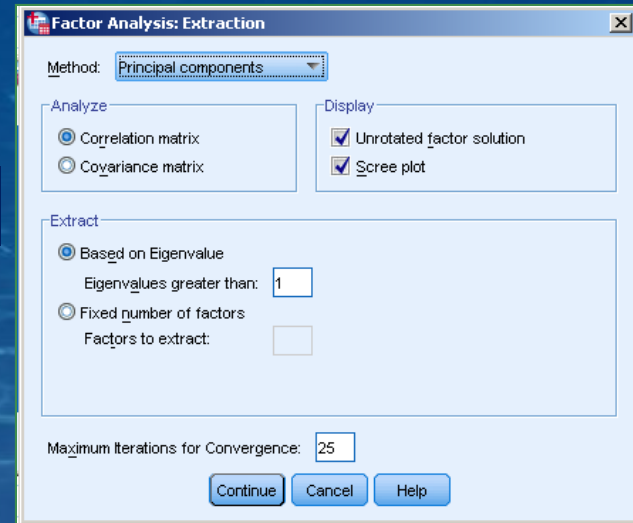 Factor Analysis: Extraction
Method: Principal components
Analyze
Correlation matrix
Covariance matrix
Display
Unrotated factor solution
Scree plot
Extract
Based on Eigenvalue
Eigenvalues greater than: 1
Fixed number of factors
Factors to extract:
Maximum Iterations for Convergence: 25
Continue Cancel Help